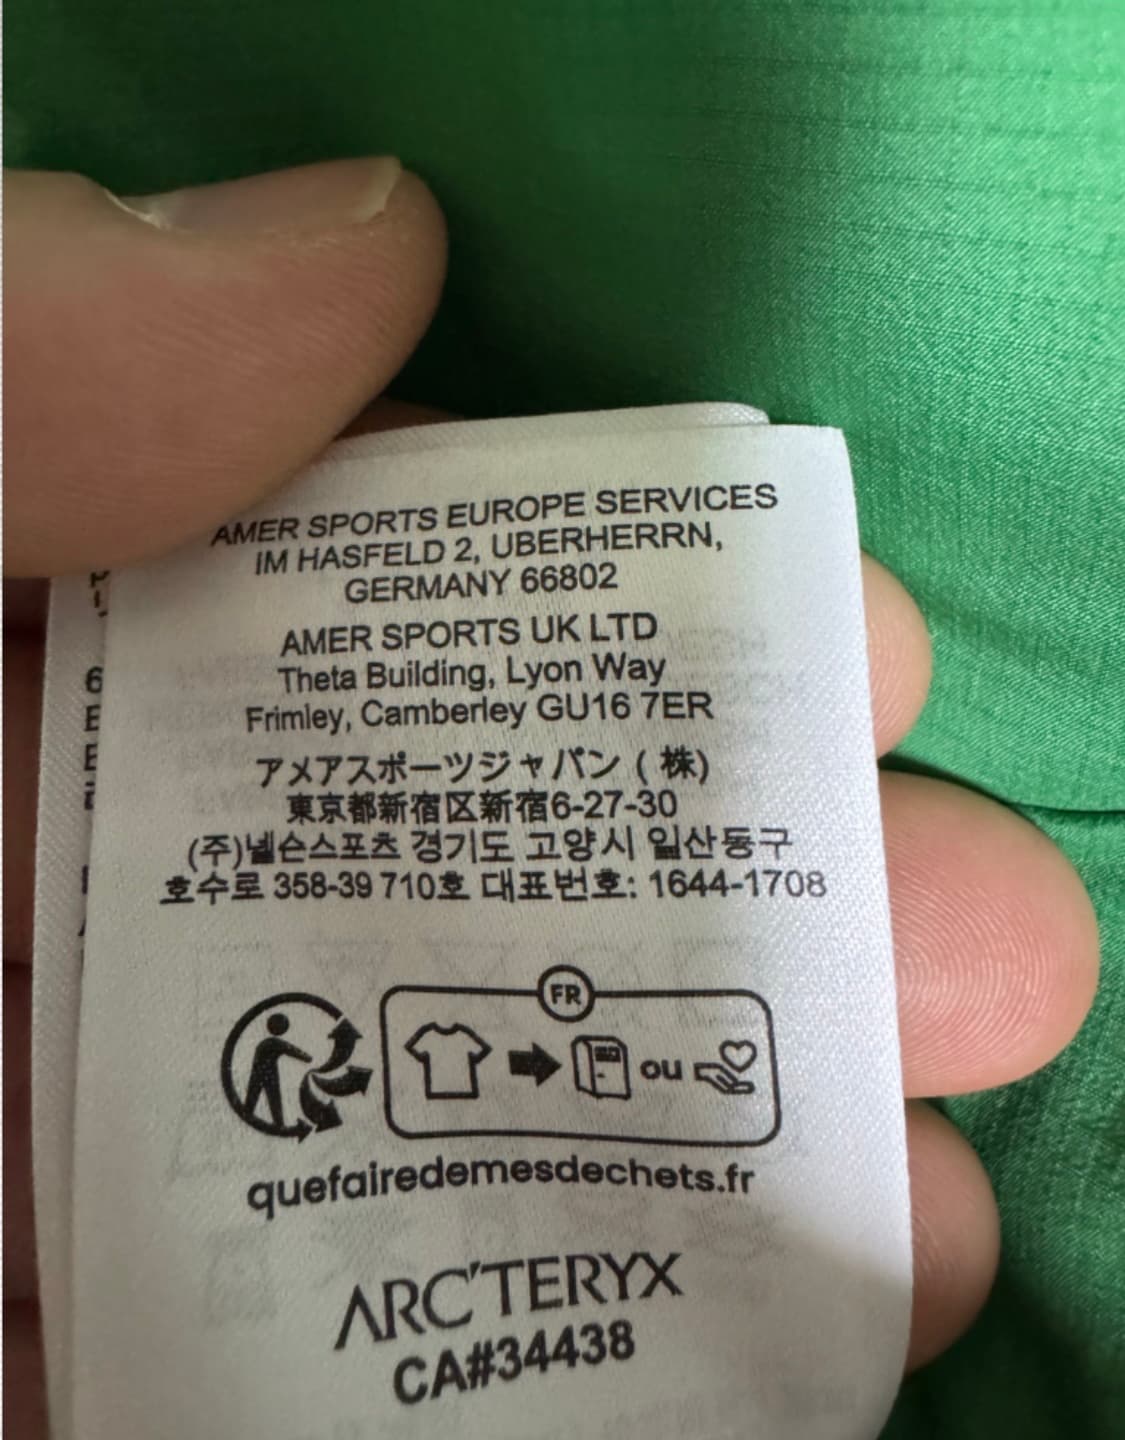 AMER SPORTS EUROPE SERVICES
IM HASFELD 2, UBERHERRN,
GERMANY 66802
AMER SPORTS UK LTD
Theta Building, Lyon Way
Frimley, Camberley GU16 7ER
アメアスポーツジャパン ( 株)
東京都新宿区新宿6-27-30
(주)넬슨스포츠 경기도 고양시 일산동구
호수로 358-39 710호 대표번호: 1644-1708
FR
ou
quefairedemesdechets.fr
ARC'TERYX
CA#34438